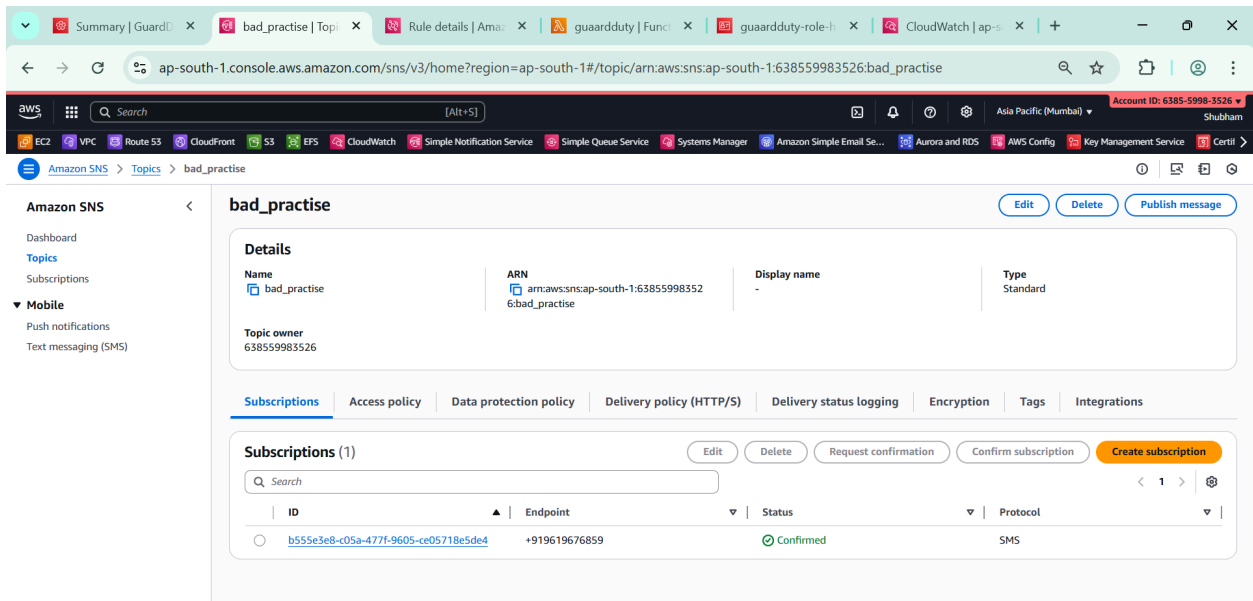 Summary | GuardD
bad_practise | Topi
Rule details | Amaz
guaardduty | Funct
guaardduty-role-h
CloudWatch | ap-s
ap-south-1.console.aws.amazon.com/sns/v3/home?region=ap-south-1#/topic/arn:aws:sns:ap-south-1:638559983526:bad_practise
aws Search [Alt+S] Asia Pacific (Mumbai) Account ID: 6385-5998-3526
Shubham
EC2 VPC Route 53 CloudFront S3 EFS CloudWatch Simple Notification Service Simple Queue Service Systems Manager Amazon Simple Email Se... Aurora and RDS AWS Config Key Management Service Certif
Amazon SNS > Topics > bad_practise
Amazon SNS
Dashboard
Topics
Subscriptions
Mobile
Push notifications
Text messaging (SMS)
bad_practise
Edit Delete Publish message
Details
Name
bad_practise
ARN
arn:aws:sns:ap-south-1:63855998352
6:bad_practise
Display name
-
Type
Standard
Topic owner
638559983526
Subscriptions Access policy Data protection policy Delivery policy (HTTP/S) Delivery status logging Encryption Tags Integrations
Subscriptions (1)
Edit Delete Request confirmation Confirm subscription Create subscription
Search
1
ID Endpoint Status Protocol
b555e3e8-c05a-477f-9605-ce05718e5de4 +919619676859 Confirmed SMS